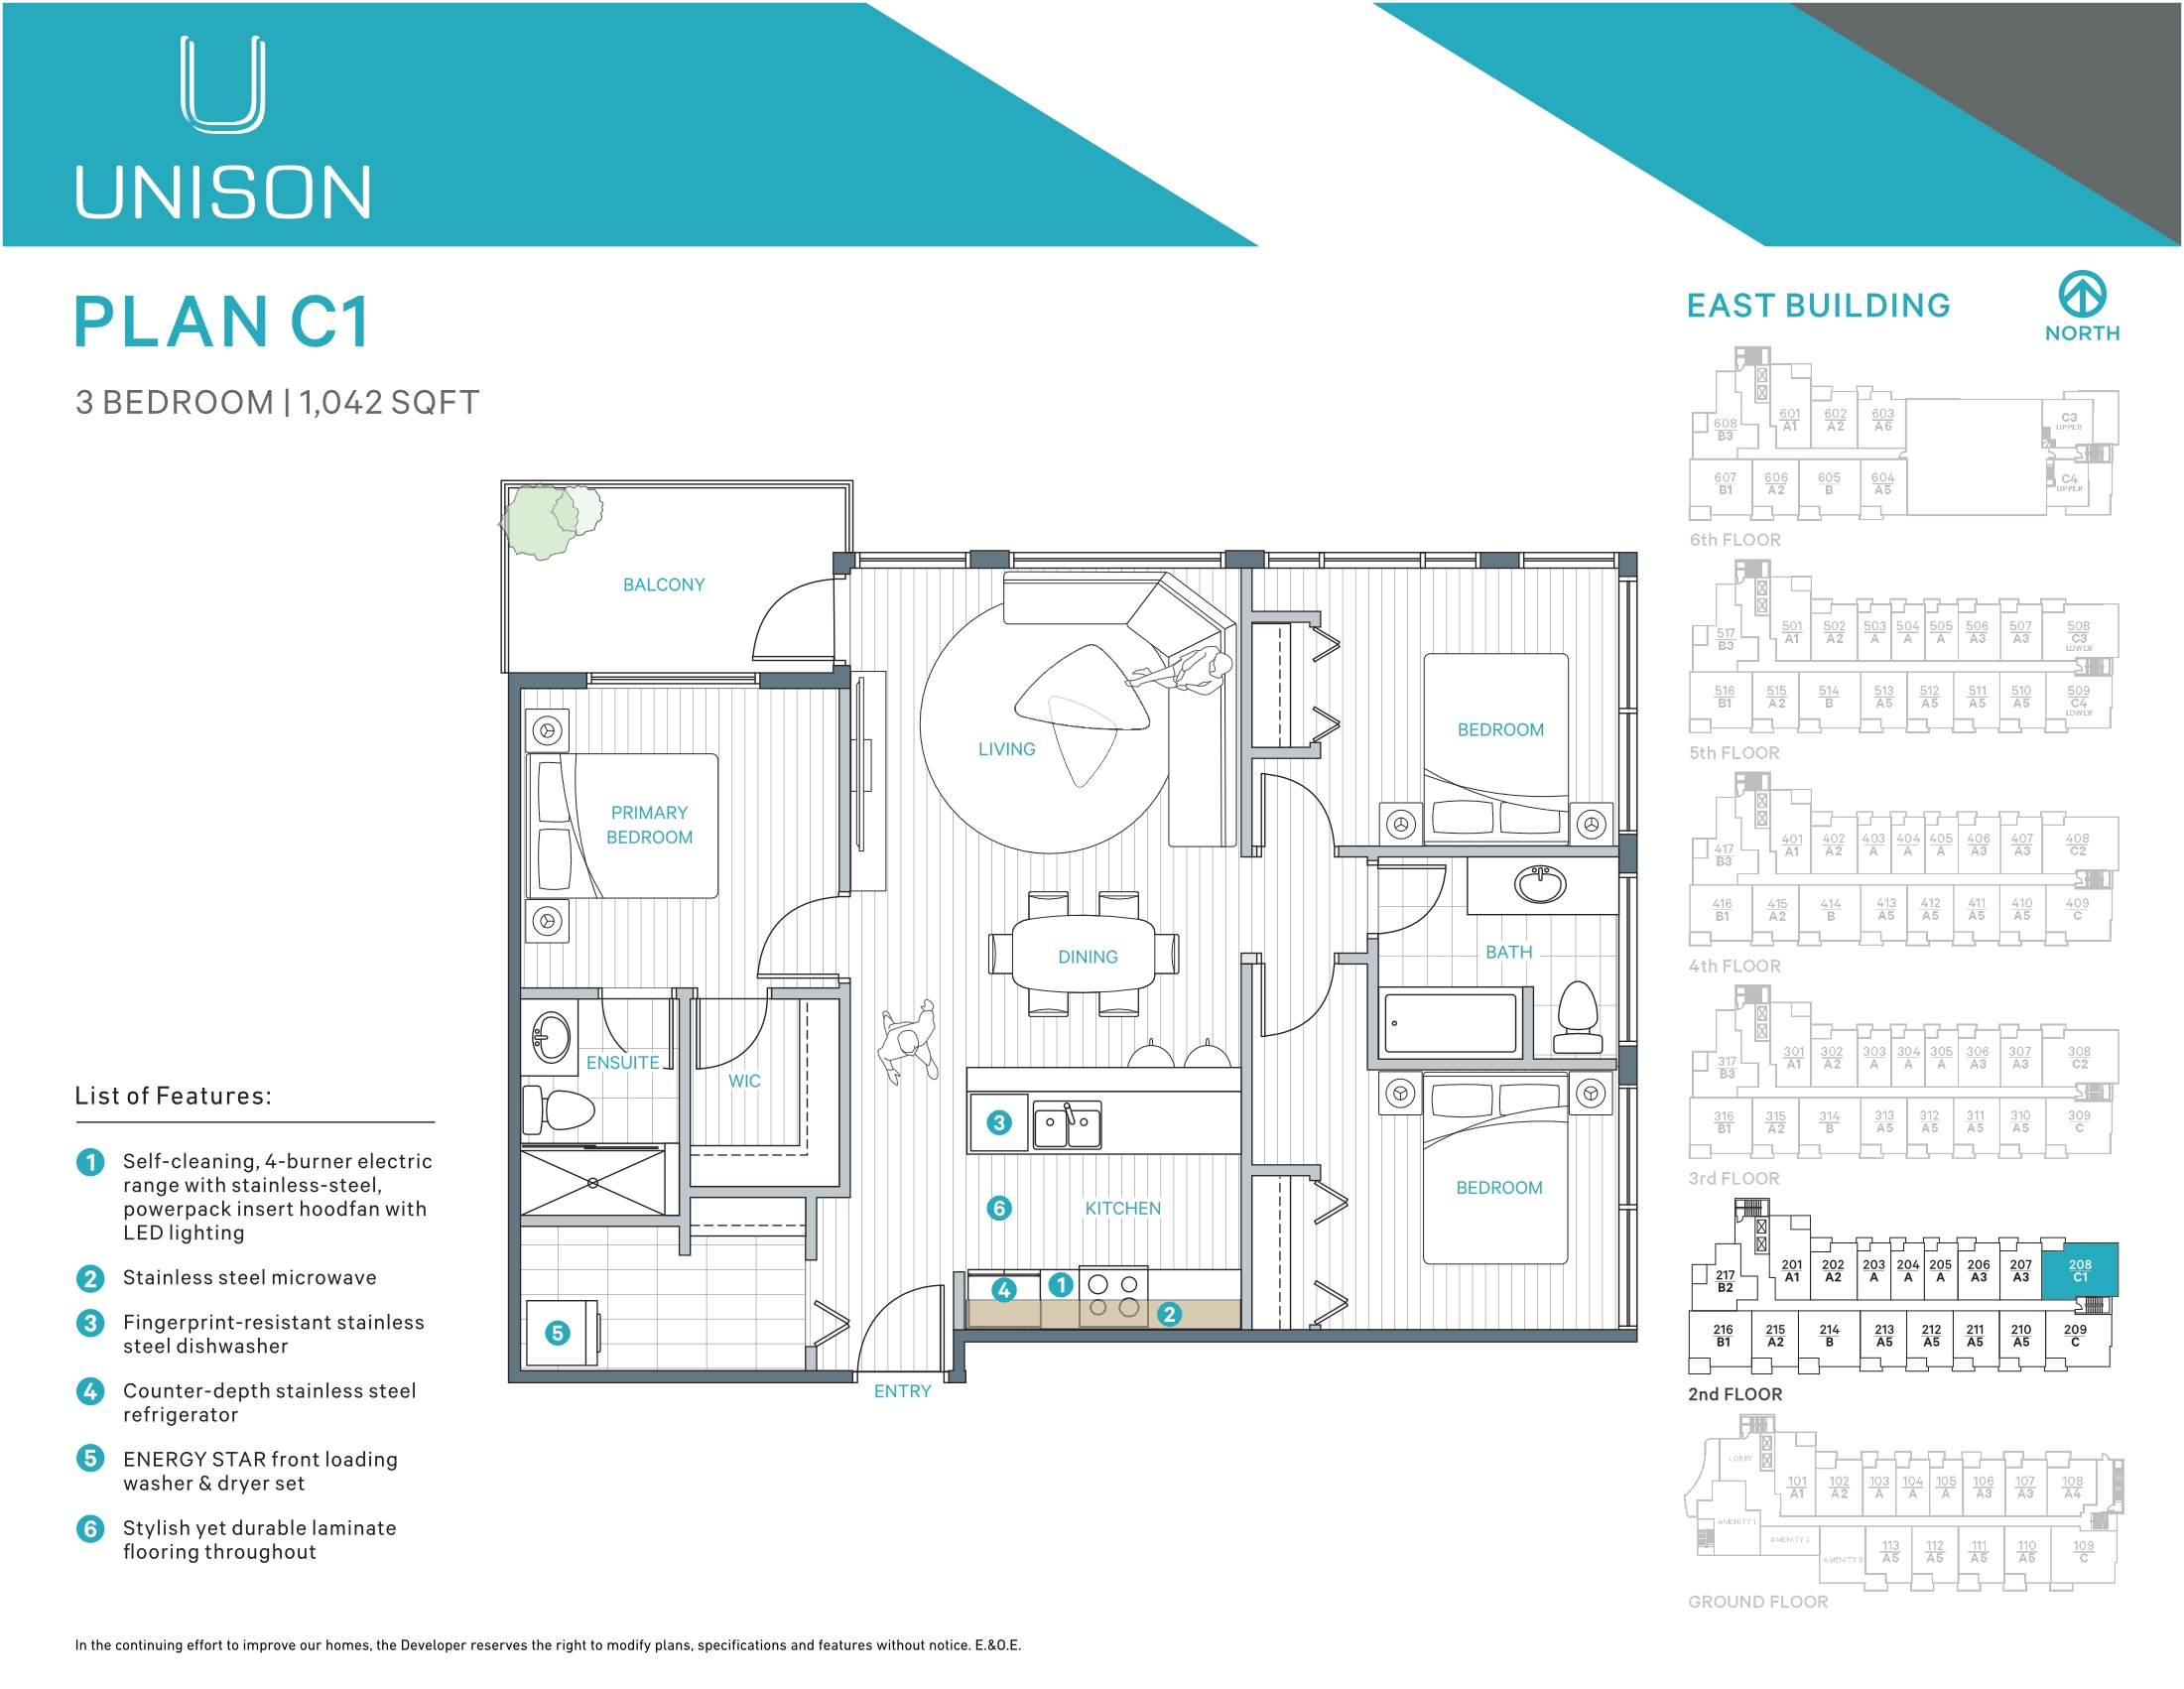 UNISON
PLAN C1
3 BEDROOM | 1,042 SQFT
BALCONY
LIVING
BEDROOM
PRIMARY
BEDROOM
DINING
BATH
ENSUITE
WIC
3
6
KITCHEN
BEDROOM
4
1
2
5
ENTRY
List of Features:
1 Self-cleaning, 4-burner electric
range with stainless-steel,
powerpack insert hoodfan with
LED lighting
2 Stainless steel microwave
3 Fingerprint-resistant stainless
steel dishwasher
4 Counter-depth stainless steel
refrigerator
5 ENERGY STAR front loading
washer & dryer set
6 Stylish yet durable laminate
flooring throughout
EAST BUILDING
NORTH
608 601 602 603 C3
B3 A1 A2 A6 UPPER
607 606 605 604 C4
B1 A2 B A5 UPPER
6th FLOOR
517 501 502 503 504 505 506 507 508
B3 A1 A2 A A A A3 A3 C3
LOWER
516 515 514 513 512 511 510 509
B1 A2 B A5 A5 A5 A5 C4
LOWER
5th FLOOR
417 401 402 403 404 405 406 407 408
B3 A1 A2 A A A A3 A3 C2
416 415 414 413 412 411 410 409
B1 A2 B A5 A5 A5 A5 C
4th FLOOR
317 301 302 303 304 305 306 307 308
B3 A1 A2 A A A A3 A3 C2
316 315 314 313 312 311 310 309
B1 A2 B A5 A5 A5 A5 C
3rd FLOOR
217 201 202 203 204 205 206 207 208
B2 A1 A2 A A A A3 A3 C1
216 215 214 213 212 211 210 209
B1 A2 B A5 A5 A5 A5 C
2nd FLOOR
LOBBY
101 102 103 104 105 106 107 108
A1 A2 A A A A3 A3 A4
AMENITY 1
AMENITY 2
AMENITY 3
113 112 111 110 109
A5 A5 A5 A5 C
GROUND FLOOR
In the continuing effort to improve our homes, the Developer reserves the right to modify plans, specifications and features without notice. E.&O.E.